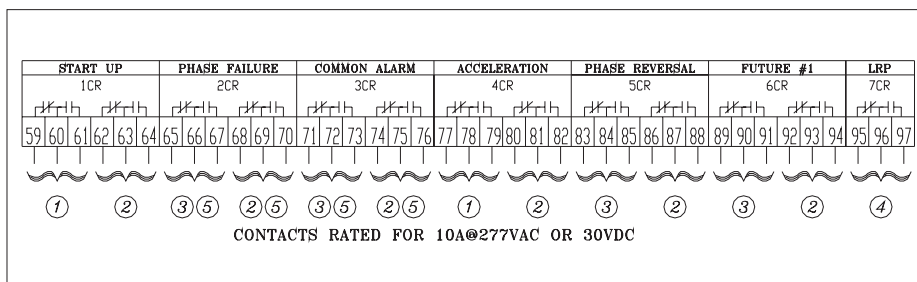 START UP PHASE FAILURE COMMON ALARM ACCELERATION PHASE REVERSAL FUTURE #1 LRP
1CR 2CR 3CR 4CR 5CR 6CR 7CR
59 60 61 62 63 64 65 66 67 68 69 70 71 72 73 74 75 76 77 78 79 80 81 82 83 84 85 86 87 88 89 90 91 92 93 94 95 96 97
1 2 3 5 2 5 3 5 2 5 1 2 3 2 3 2 4
CONTACTS RATED FOR 10A@277VAC OR 30VDC